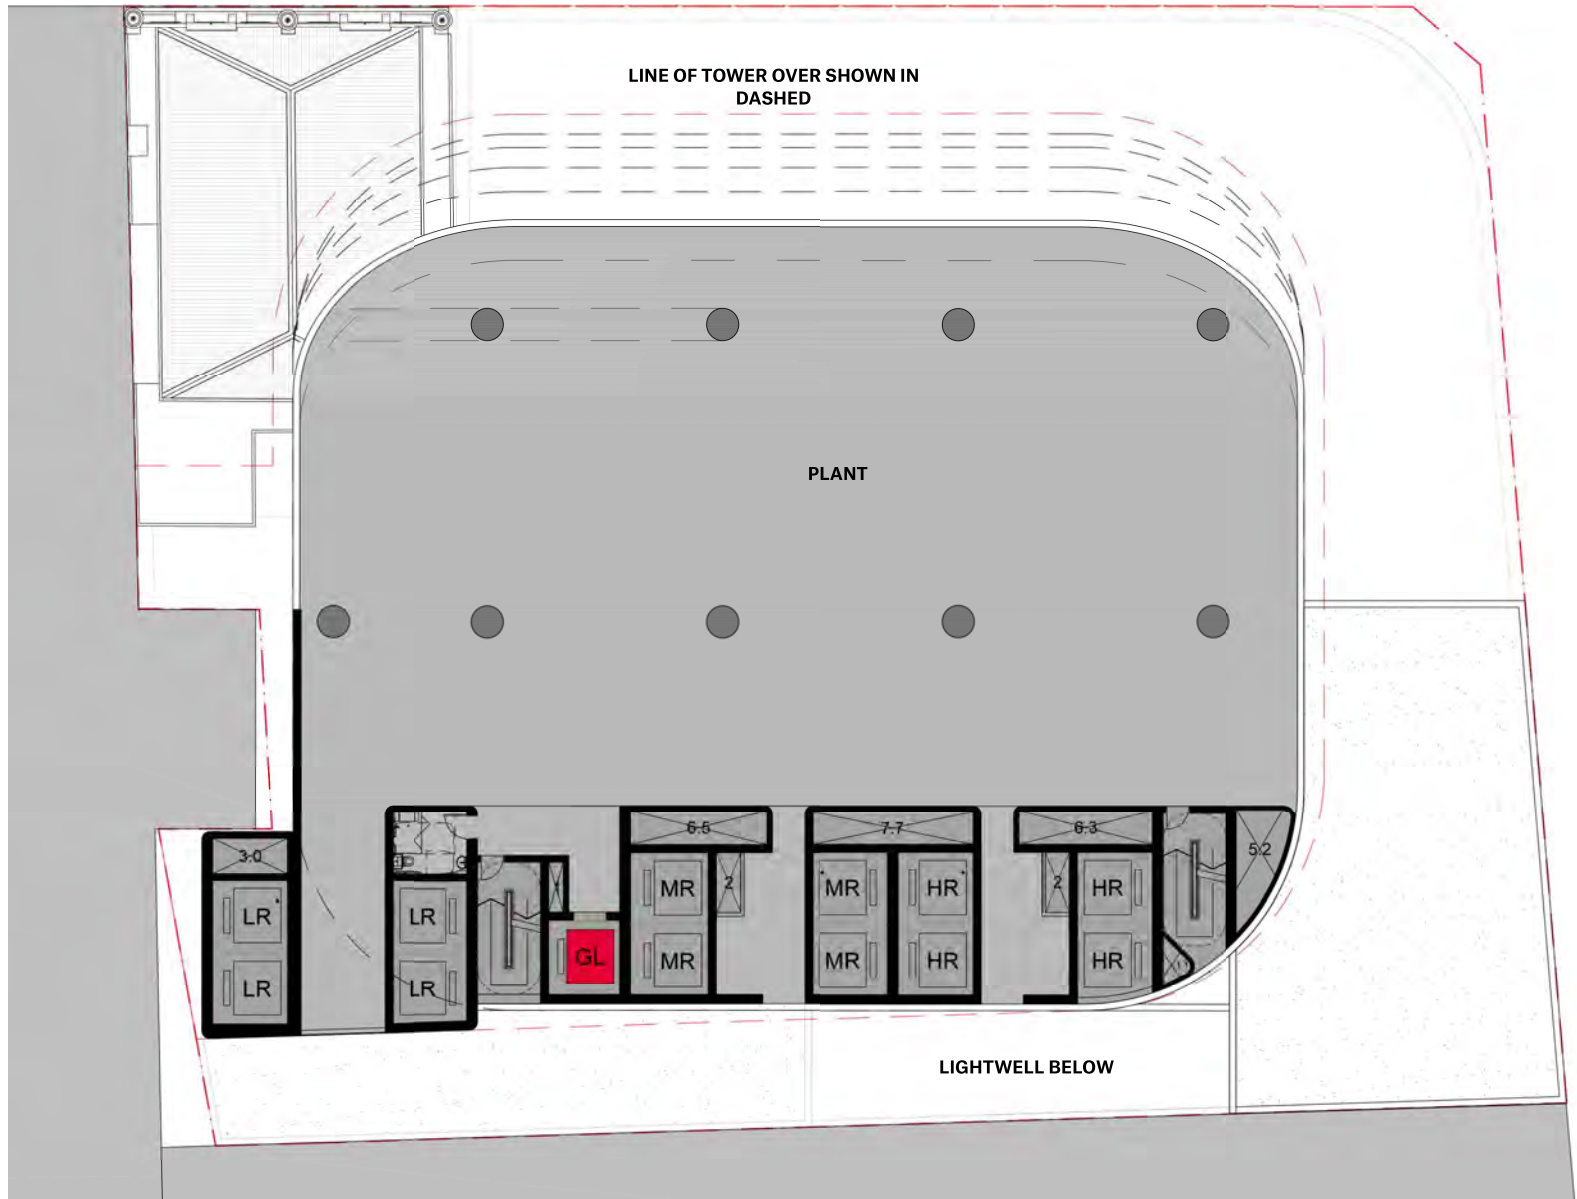 LINE OF TOWER OVER SHOWN IN
DASHED
PLANT
6.5
7.7
6.3
5.2
3.0
MR
2
MR
HR
2
HR
LR
LR
GL
MR
MR
HR
HR
LR
LR
LIGHTWELL BELOW